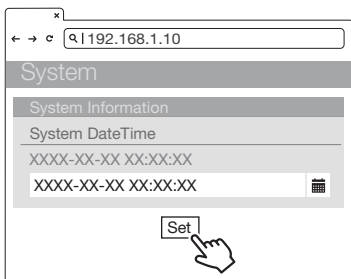 192.168.1.10
System
System Information
System DateTime
XXXX-XX-XX XX:XX:XX
XXXX-XX-XX XX:XX:XX
Set